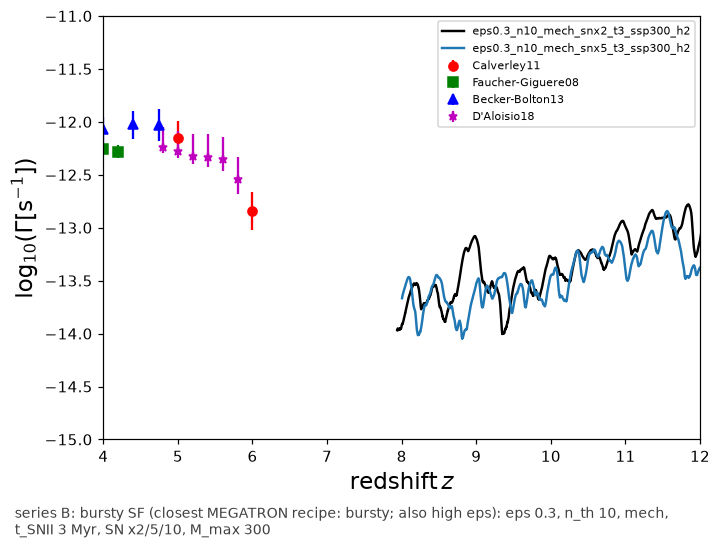 −11.0
−11.5
−12.0
−12.5
−13.0
−13.5
−14.0
−14.5
−15.0
log₁₀(Γ[s⁻¹])
eps0.3_n10_mech_snx2_t3_ssp300_h2
eps0.3_n10_mech_snx5_t3_ssp300_h2
Calverley11
Faucher-Giguere08
Becker-Bolton13
D'Aloisio18
4 5 6 7 8 9 10 11 12
redshift z
series B: bursty SF (closest MEGATRON recipe: bursty; also high eps): eps 0.3, n_th 10, mech,
t_SNII 3 Myr, SN x2/5/10, M_max 300